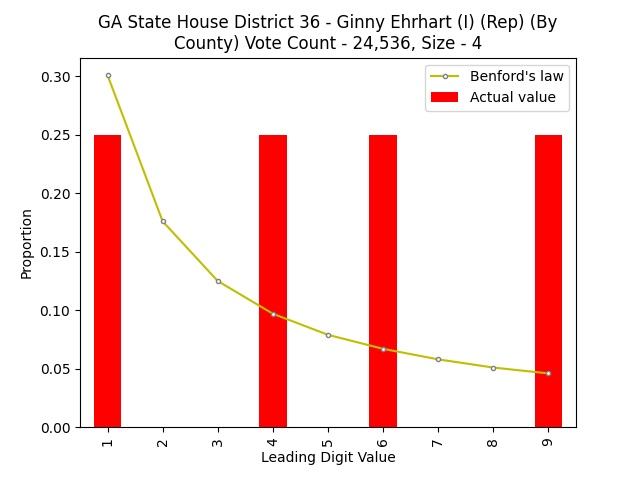 GA State House District 36 - Ginny Ehrhart (I) (Rep) (By
County) Vote Count - 24,536, Size - 4
Benford's law
Actual value
0.30
0.25
0.20
0.15
0.10
0.05
0.00
Proportion
1 2 3 4 5 6 7 8 9
Leading Digit Value